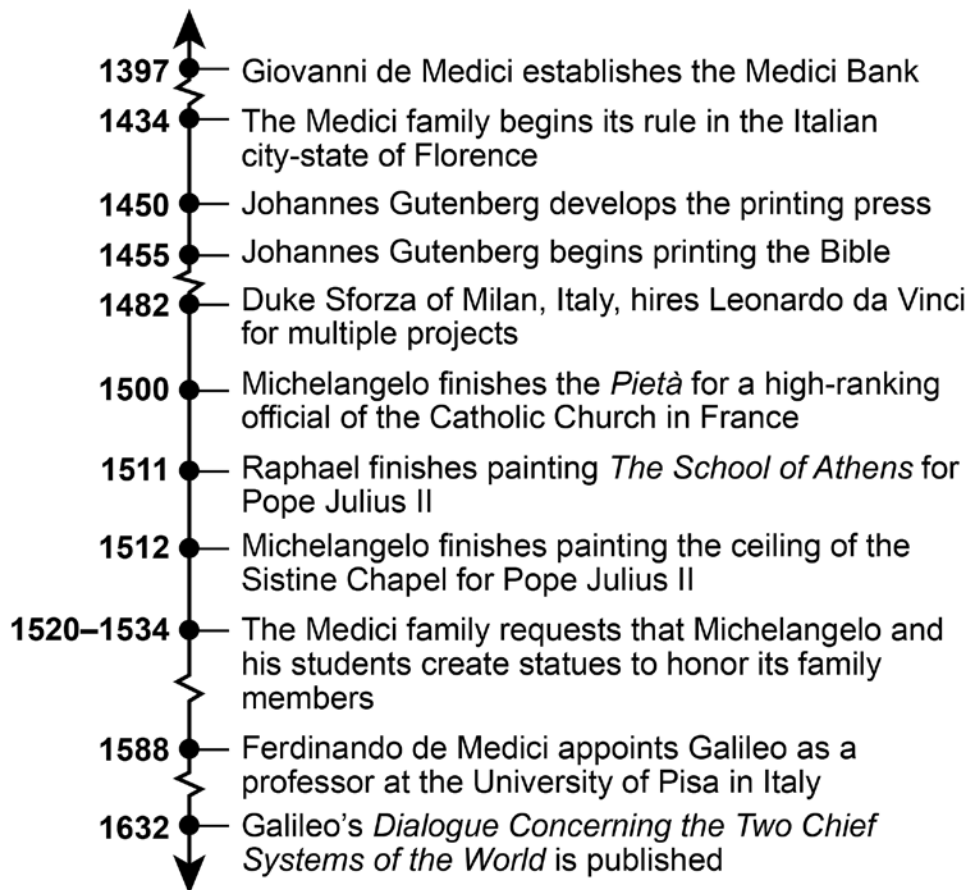 1397 Giovanni de Medici establishes the Medici Bank
1434 The Medici family begins its rule in the Italian
city-state of Florence
1450 Johannes Gutenberg develops the printing press
1455 Johannes Gutenberg begins printing the Bible
1482 Duke Sforza of Milan, Italy, hires Leonardo da Vinci
for multiple projects
1500 Michelangelo finishes the Pietà for a high-ranking
official of the Catholic Church in France
1511 Raphael finishes painting The School of Athens for
Pope Julius II
1512 Michelangelo finishes painting the ceiling of the
Sistine Chapel for Pope Julius II
1520–1534 The Medici family requests that Michelangelo and
his students create statues to honor its family
members
1588 Ferdinando de Medici appoints Galileo as a
professor at the University of Pisa in Italy
1632 Galileo's Dialogue Concerning the Two Chief
Systems of the World is published